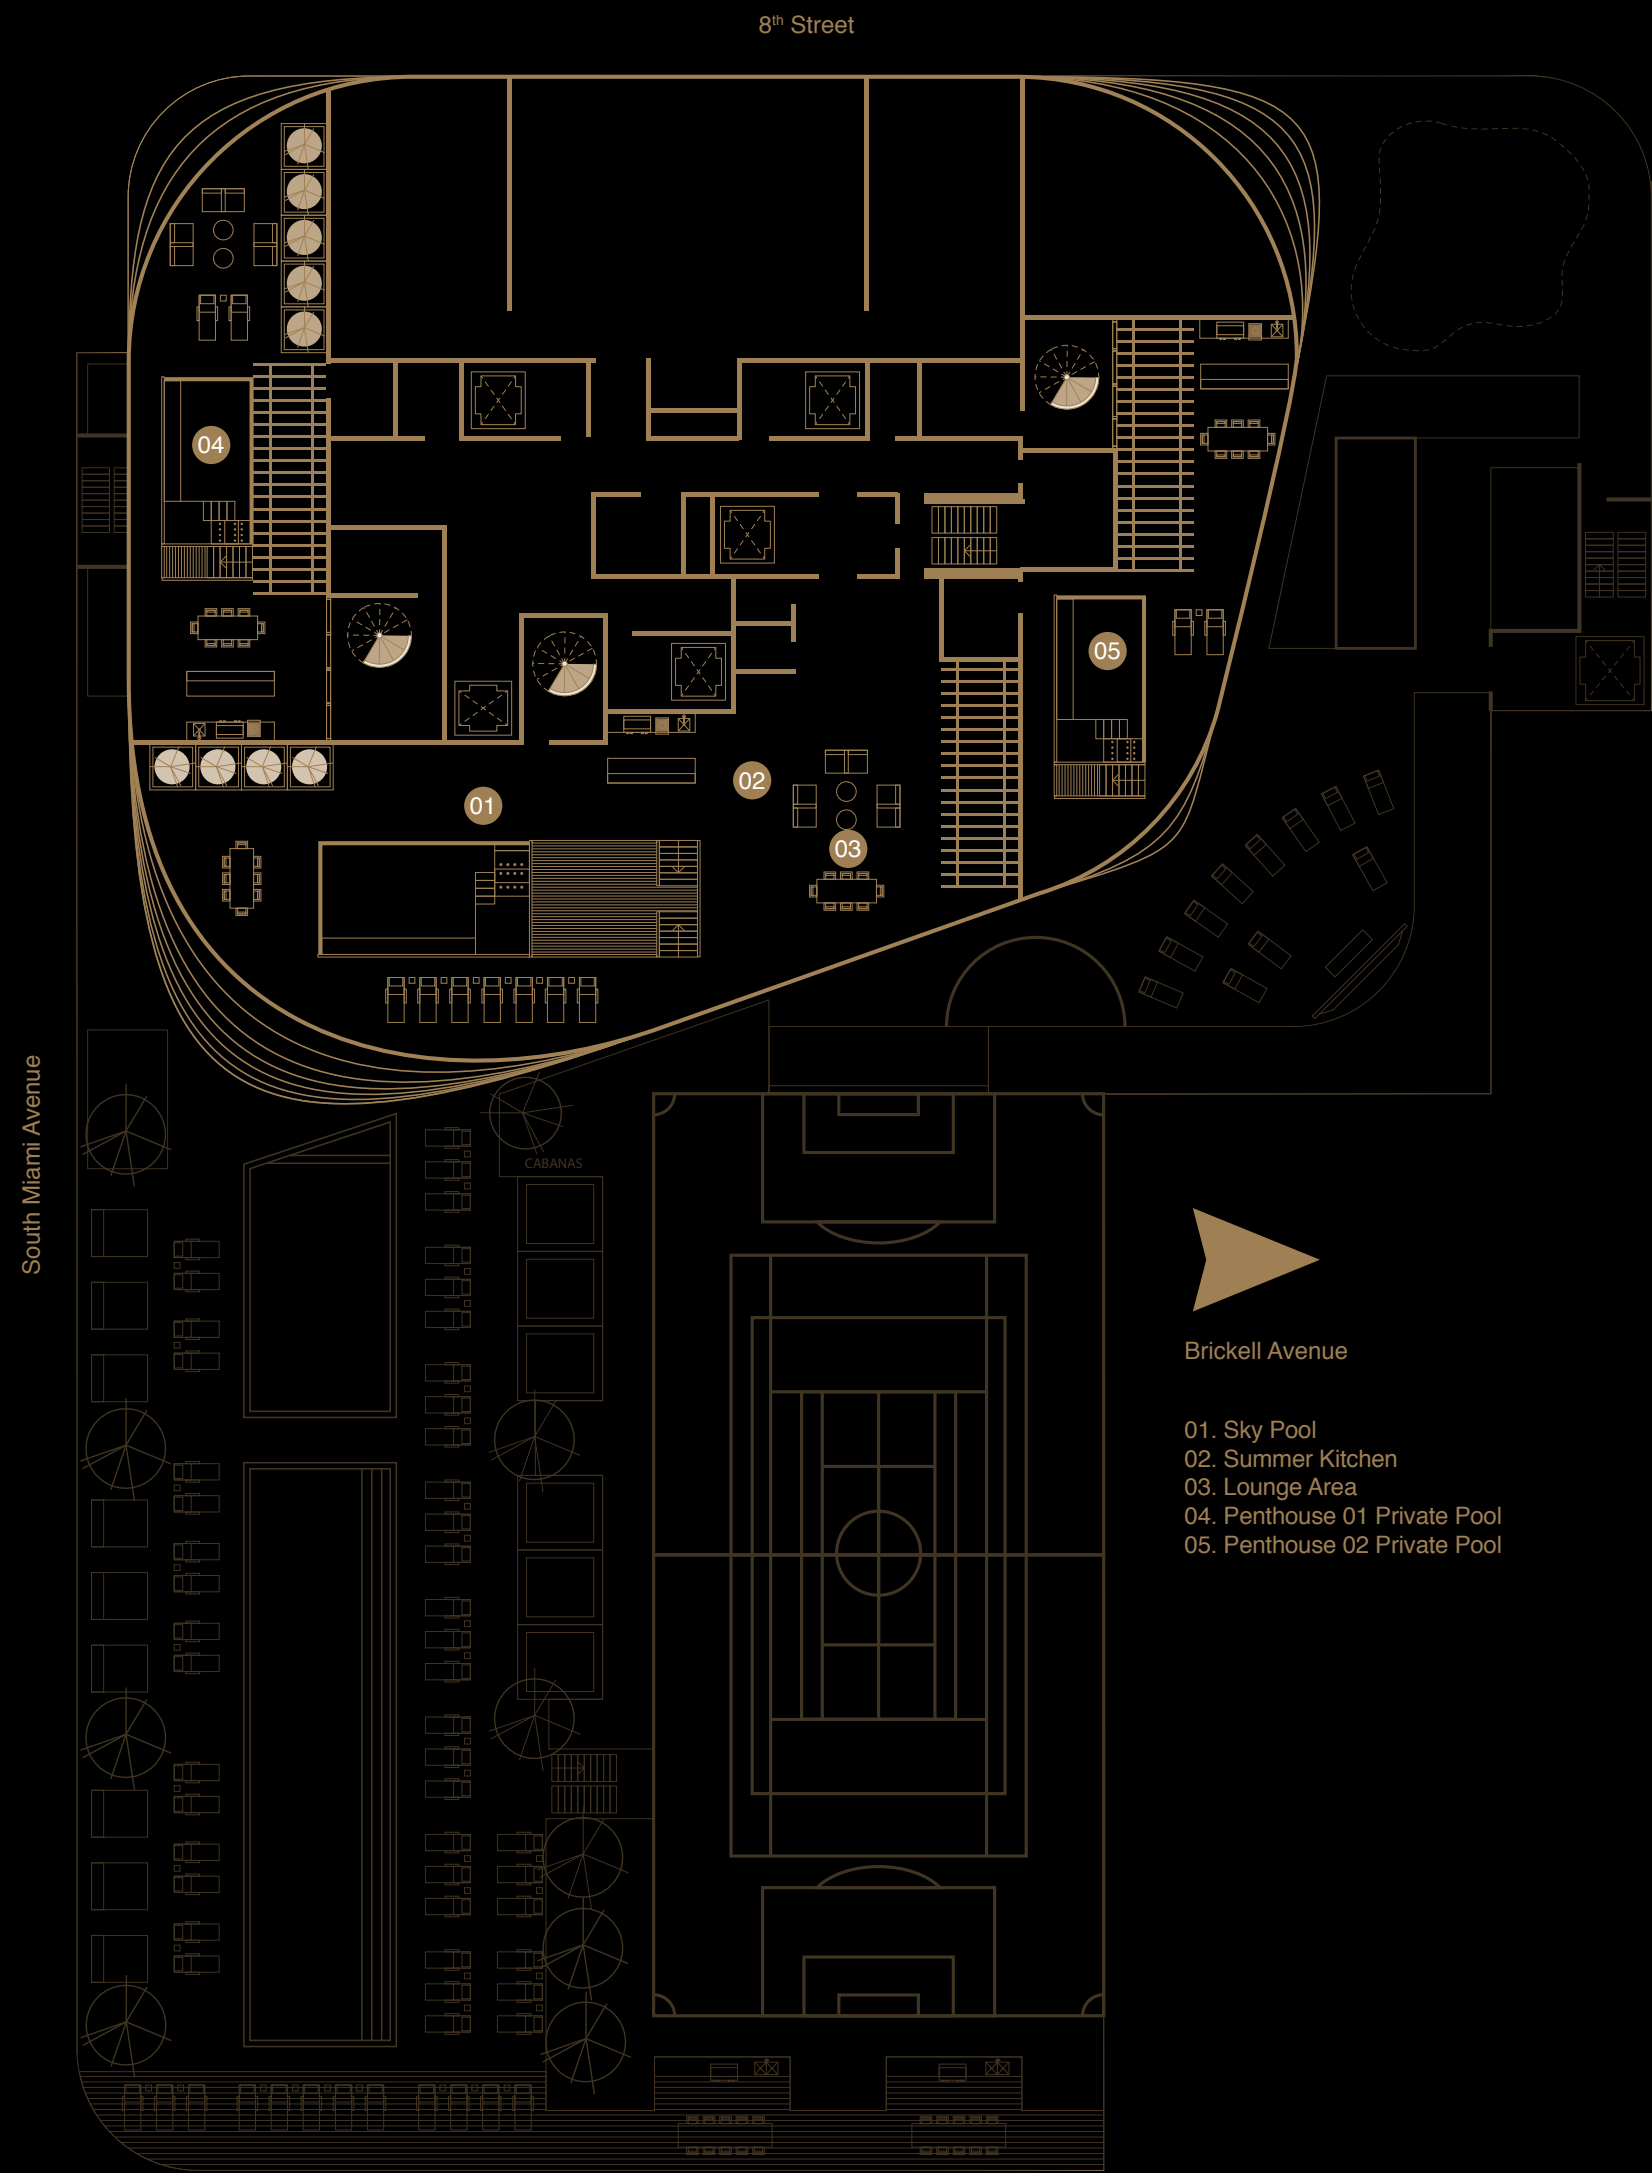 8th Street
04
05
01
02
03
South Miami Avenue
CABANAS
Brickell Avenue
01. Sky Pool
02. Summer Kitchen
03. Lounge Area
04. Penthouse 01 Private Pool
05. Penthouse 02 Private Pool